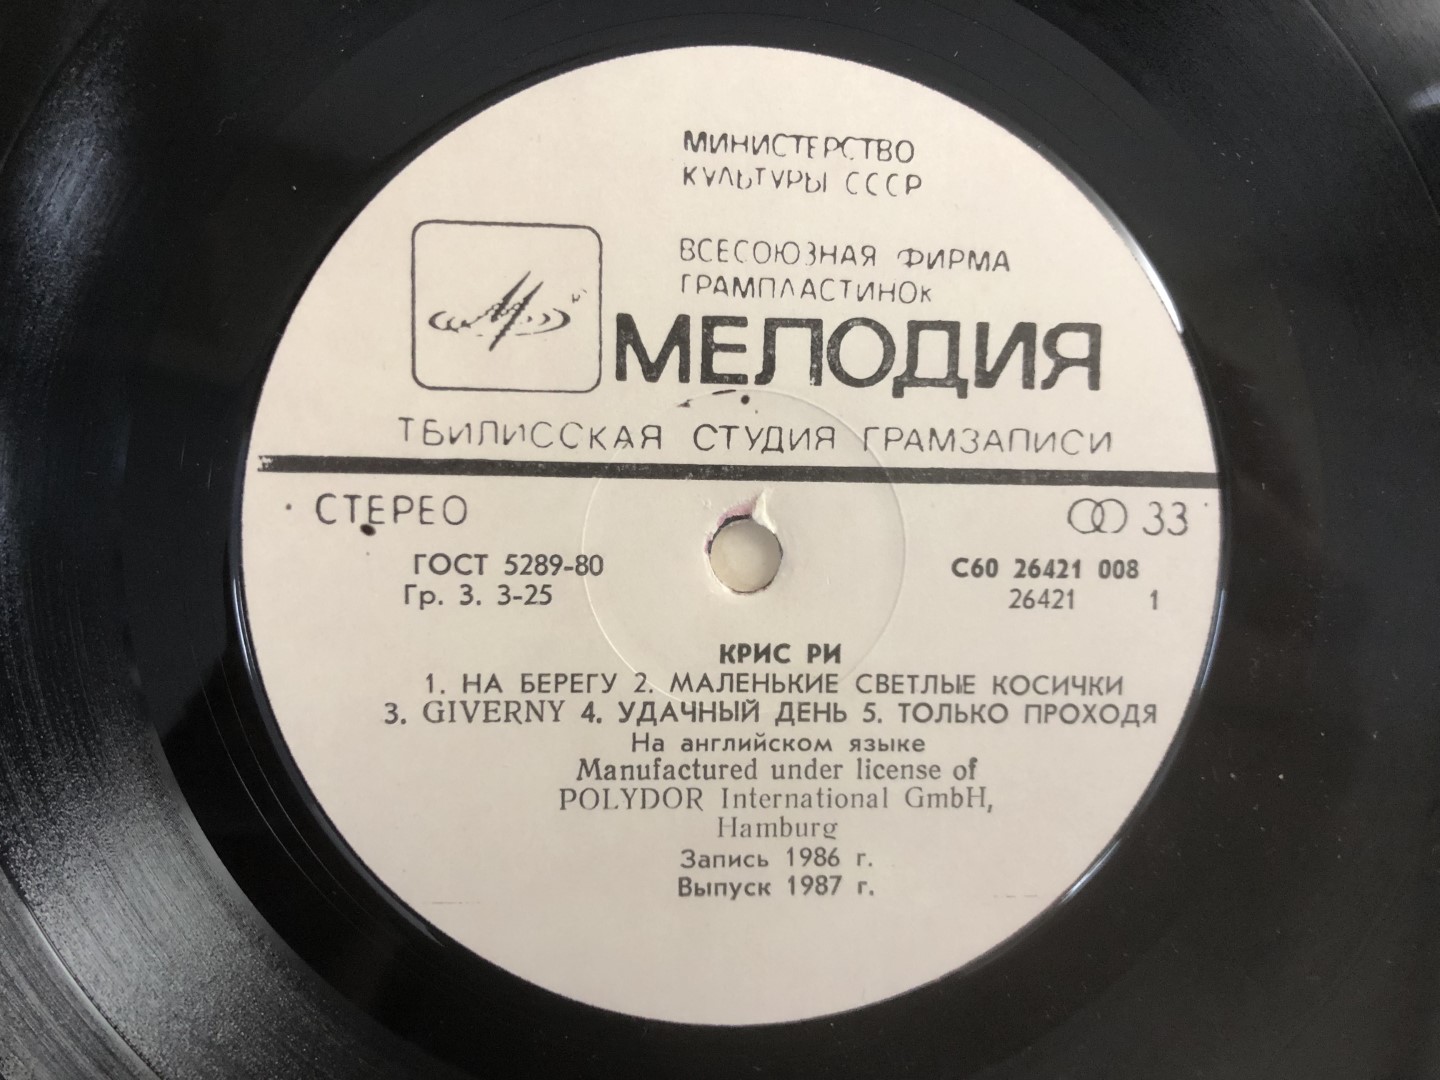 МИНИСТЕРСТВО
КУЛЬТУРЫ СССР
ВСЕСОЮЗНАЯ ФИРМА
ГРАМПЛАСТИНОК
МЕЛОДИЯ
ТБИЛИССКАЯ СТУДИЯ ГРАМЗАПИСИ
СТЕРЕО
33
ГОСТ 5289-80
Гр. 3. 3-25
С60 26421 008
26421 1
КРИС РИ
1. НА БЕРЕГУ 2. МАЛЕНЬКИЕ СВЕТЛЫЕ КОСИЧКИ
3. GIVERNY 4. УДАЧНЫЙ ДЕНЬ 5. ТОЛЬКО ПРОХОДЯ
На английском языке
Manufactured under license of
POLYDOR International GmbH,
Hamburg
Запись 1986 г.
Выпуск 1987 г.